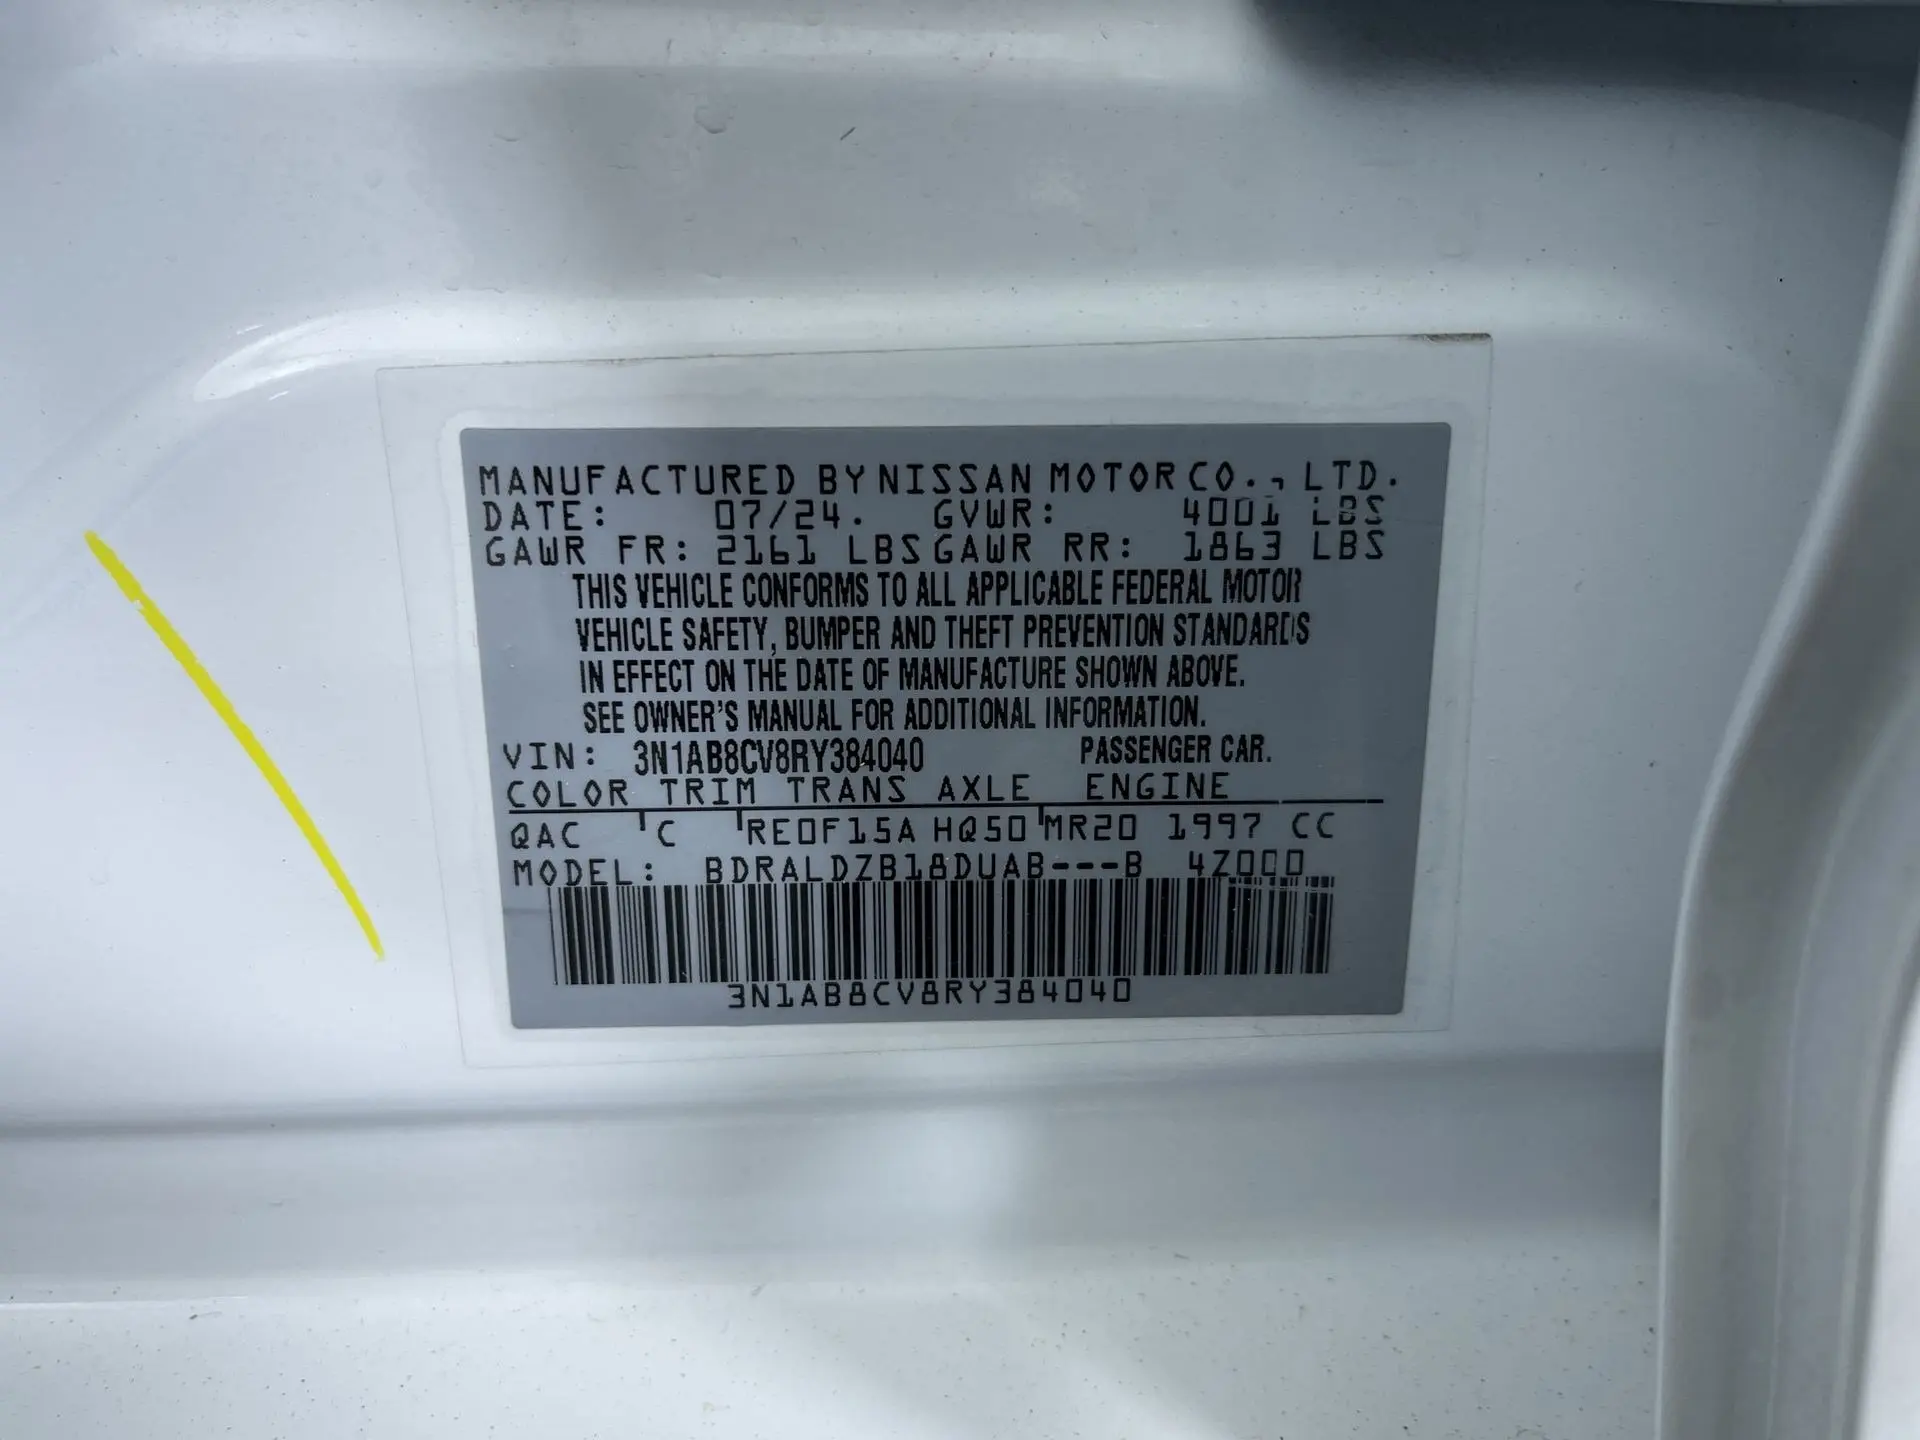 MANUFACTURED BY NISSAN MOTOR CO., LTD.
DATE: 07/24. GVWR: 4001 LBS
GAWR FR: 2161 LBS GAWR RR: 1863 LBS
THIS VEHICLE CONFORMS TO ALL APPLICABLE FEDERAL MOTOR
VEHICLE SAFETY, BUMPER AND THEFT PREVENTION STANDARDS
IN EFFECT ON THE DATE OF MANUFACTURE SHOWN ABOVE.
SEE OWNER'S MANUAL FOR ADDITIONAL INFORMATION.
VIN: 3N1AB8CV8RY384040 PASSENGER CAR.
COLOR TRIM TRANS AXLE ENGINE
QAC C RE0F15A HQ50 MR20 1997 CC
MODEL: BDRALDZB18DUAB---B 4Z000
3N1AB8CV8RY384040